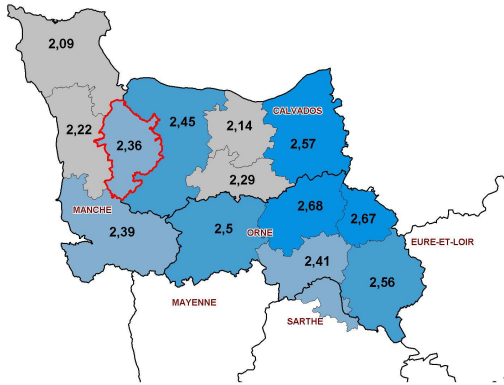 2,09
2,22
2,36
2,45
2,14
CALVADOS
2,57
2,29
MANCHE
2,39
2,5
ORNE
2,68
2,67
EURE-ET-LOIR
2,41
2,56
MAYENNE
SARTHE